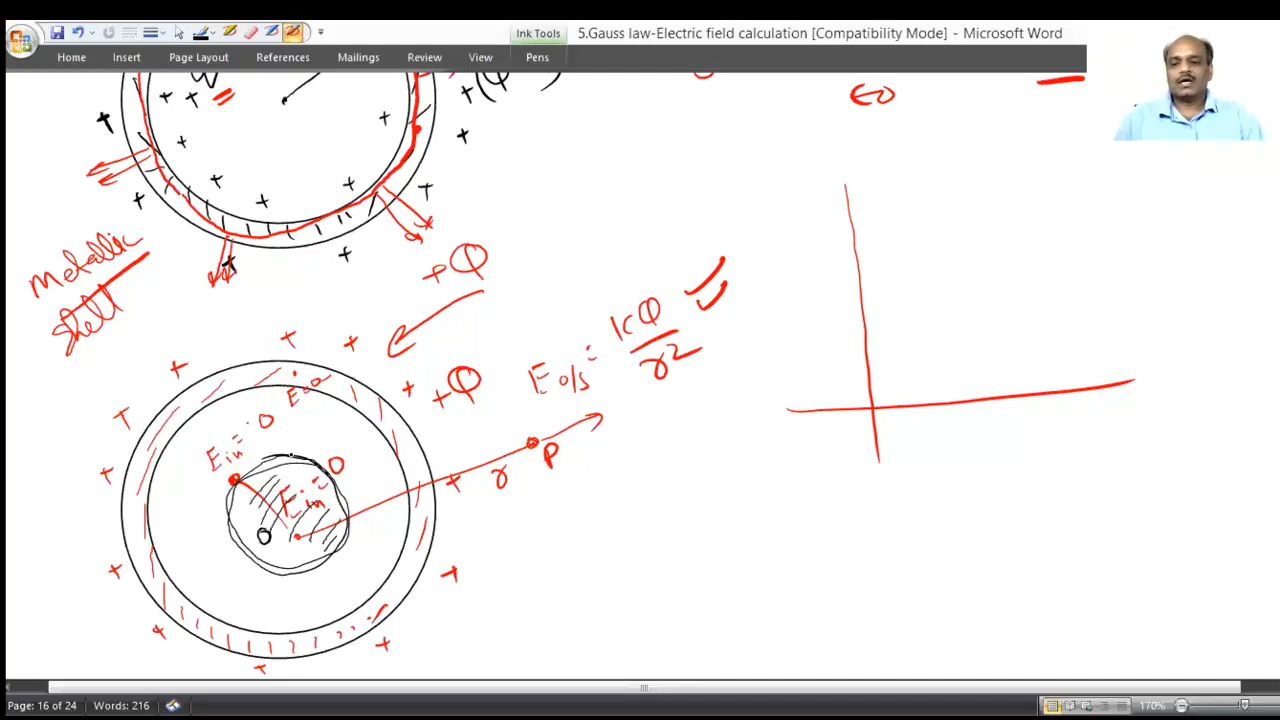 Ink Tools
5.Gauss law-Electric field calculation [Compatibility Mode] - Microsoft Word
Home Insert Page Layout References Mailings Review View Pens
+ + + + + + + + + + + + +
Metallic
shell
+Q
+Q
E o/s = kQ
r2
E=0
Ein = 0
Ein = 0
0
r
P
+ + + + + + + + + + + +
Page: 16 of 24 Words: 216
170%